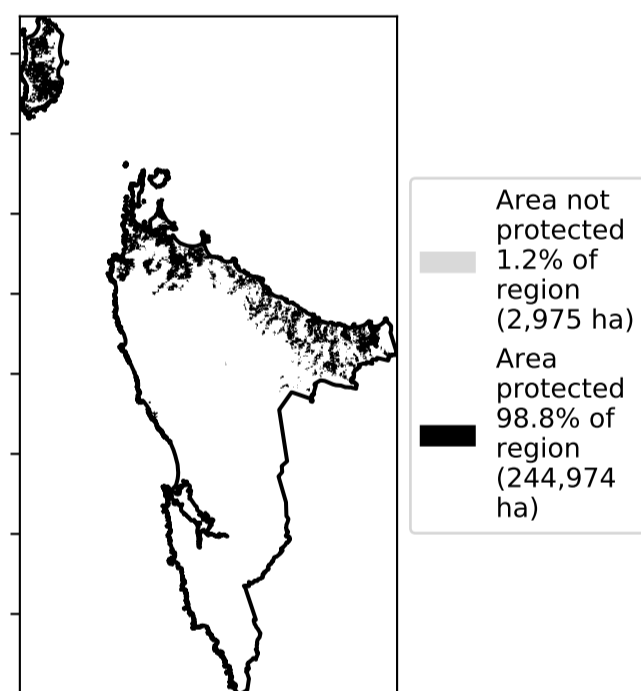 Area not
protected
1.2% of
region
(2,975 ha)
Area
protected
98.8% of
region
(244,974
ha)